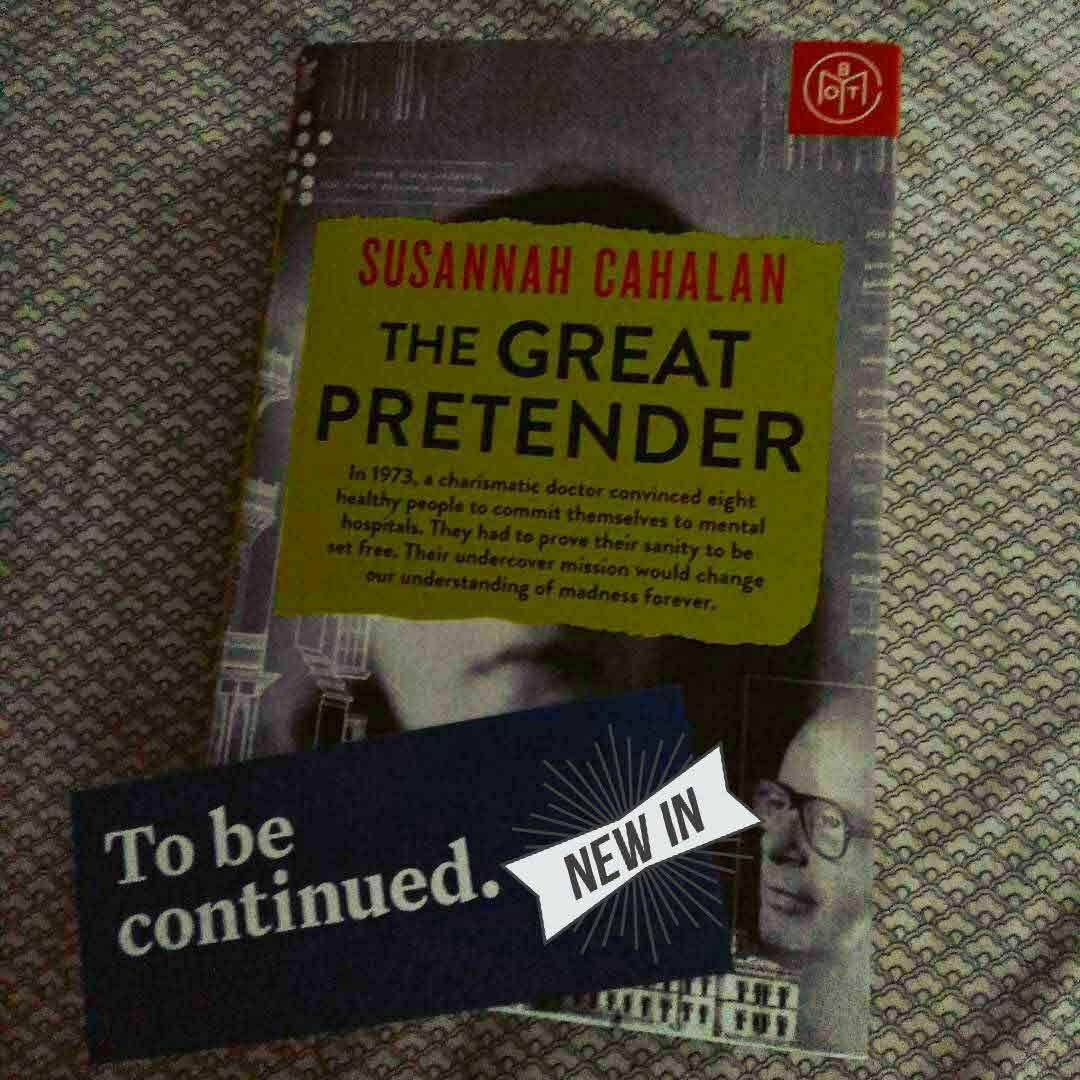 BOTM
SUSANNAH CAHALAN
THE GREAT
PRETENDER
In 1973, a charismatic doctor convinced eight
healthy people to commit themselves to mental
hospitals. They had to prove their sanity to be
set free. Their undercover mission would change
our understanding of madness forever.
To be
continued.
NEW IN